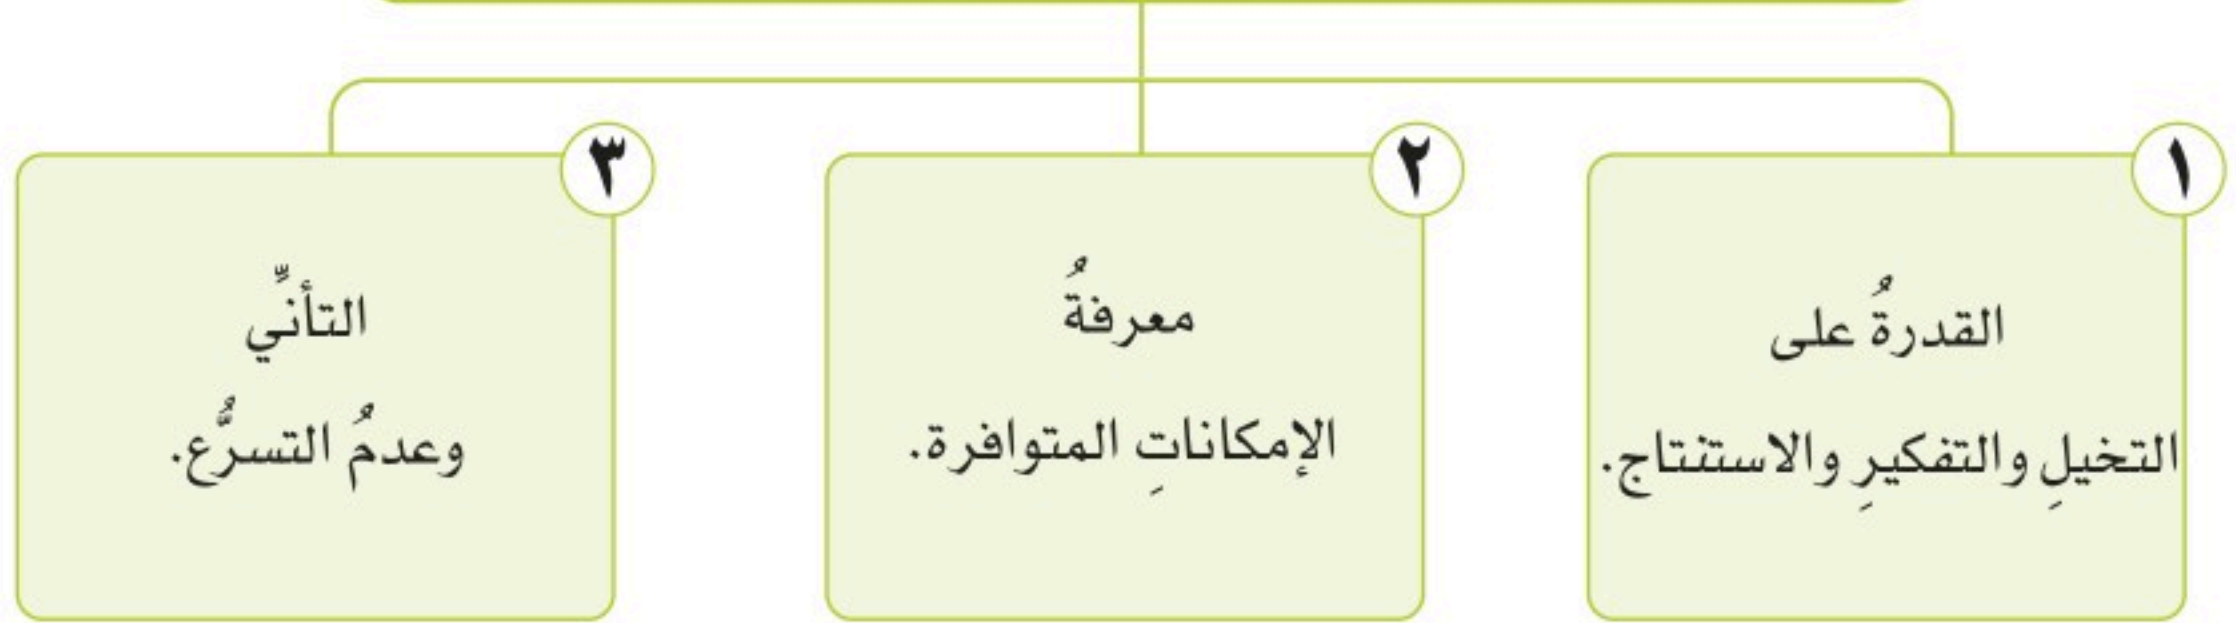 ١
القدرةُ على
التخيلِ والتفكيرِ والاستنتاج.
٢
معرفةُ
الإمكاناتِ المتوافرة.
٣
التأنِّي
وعدمُ التسرُّع.